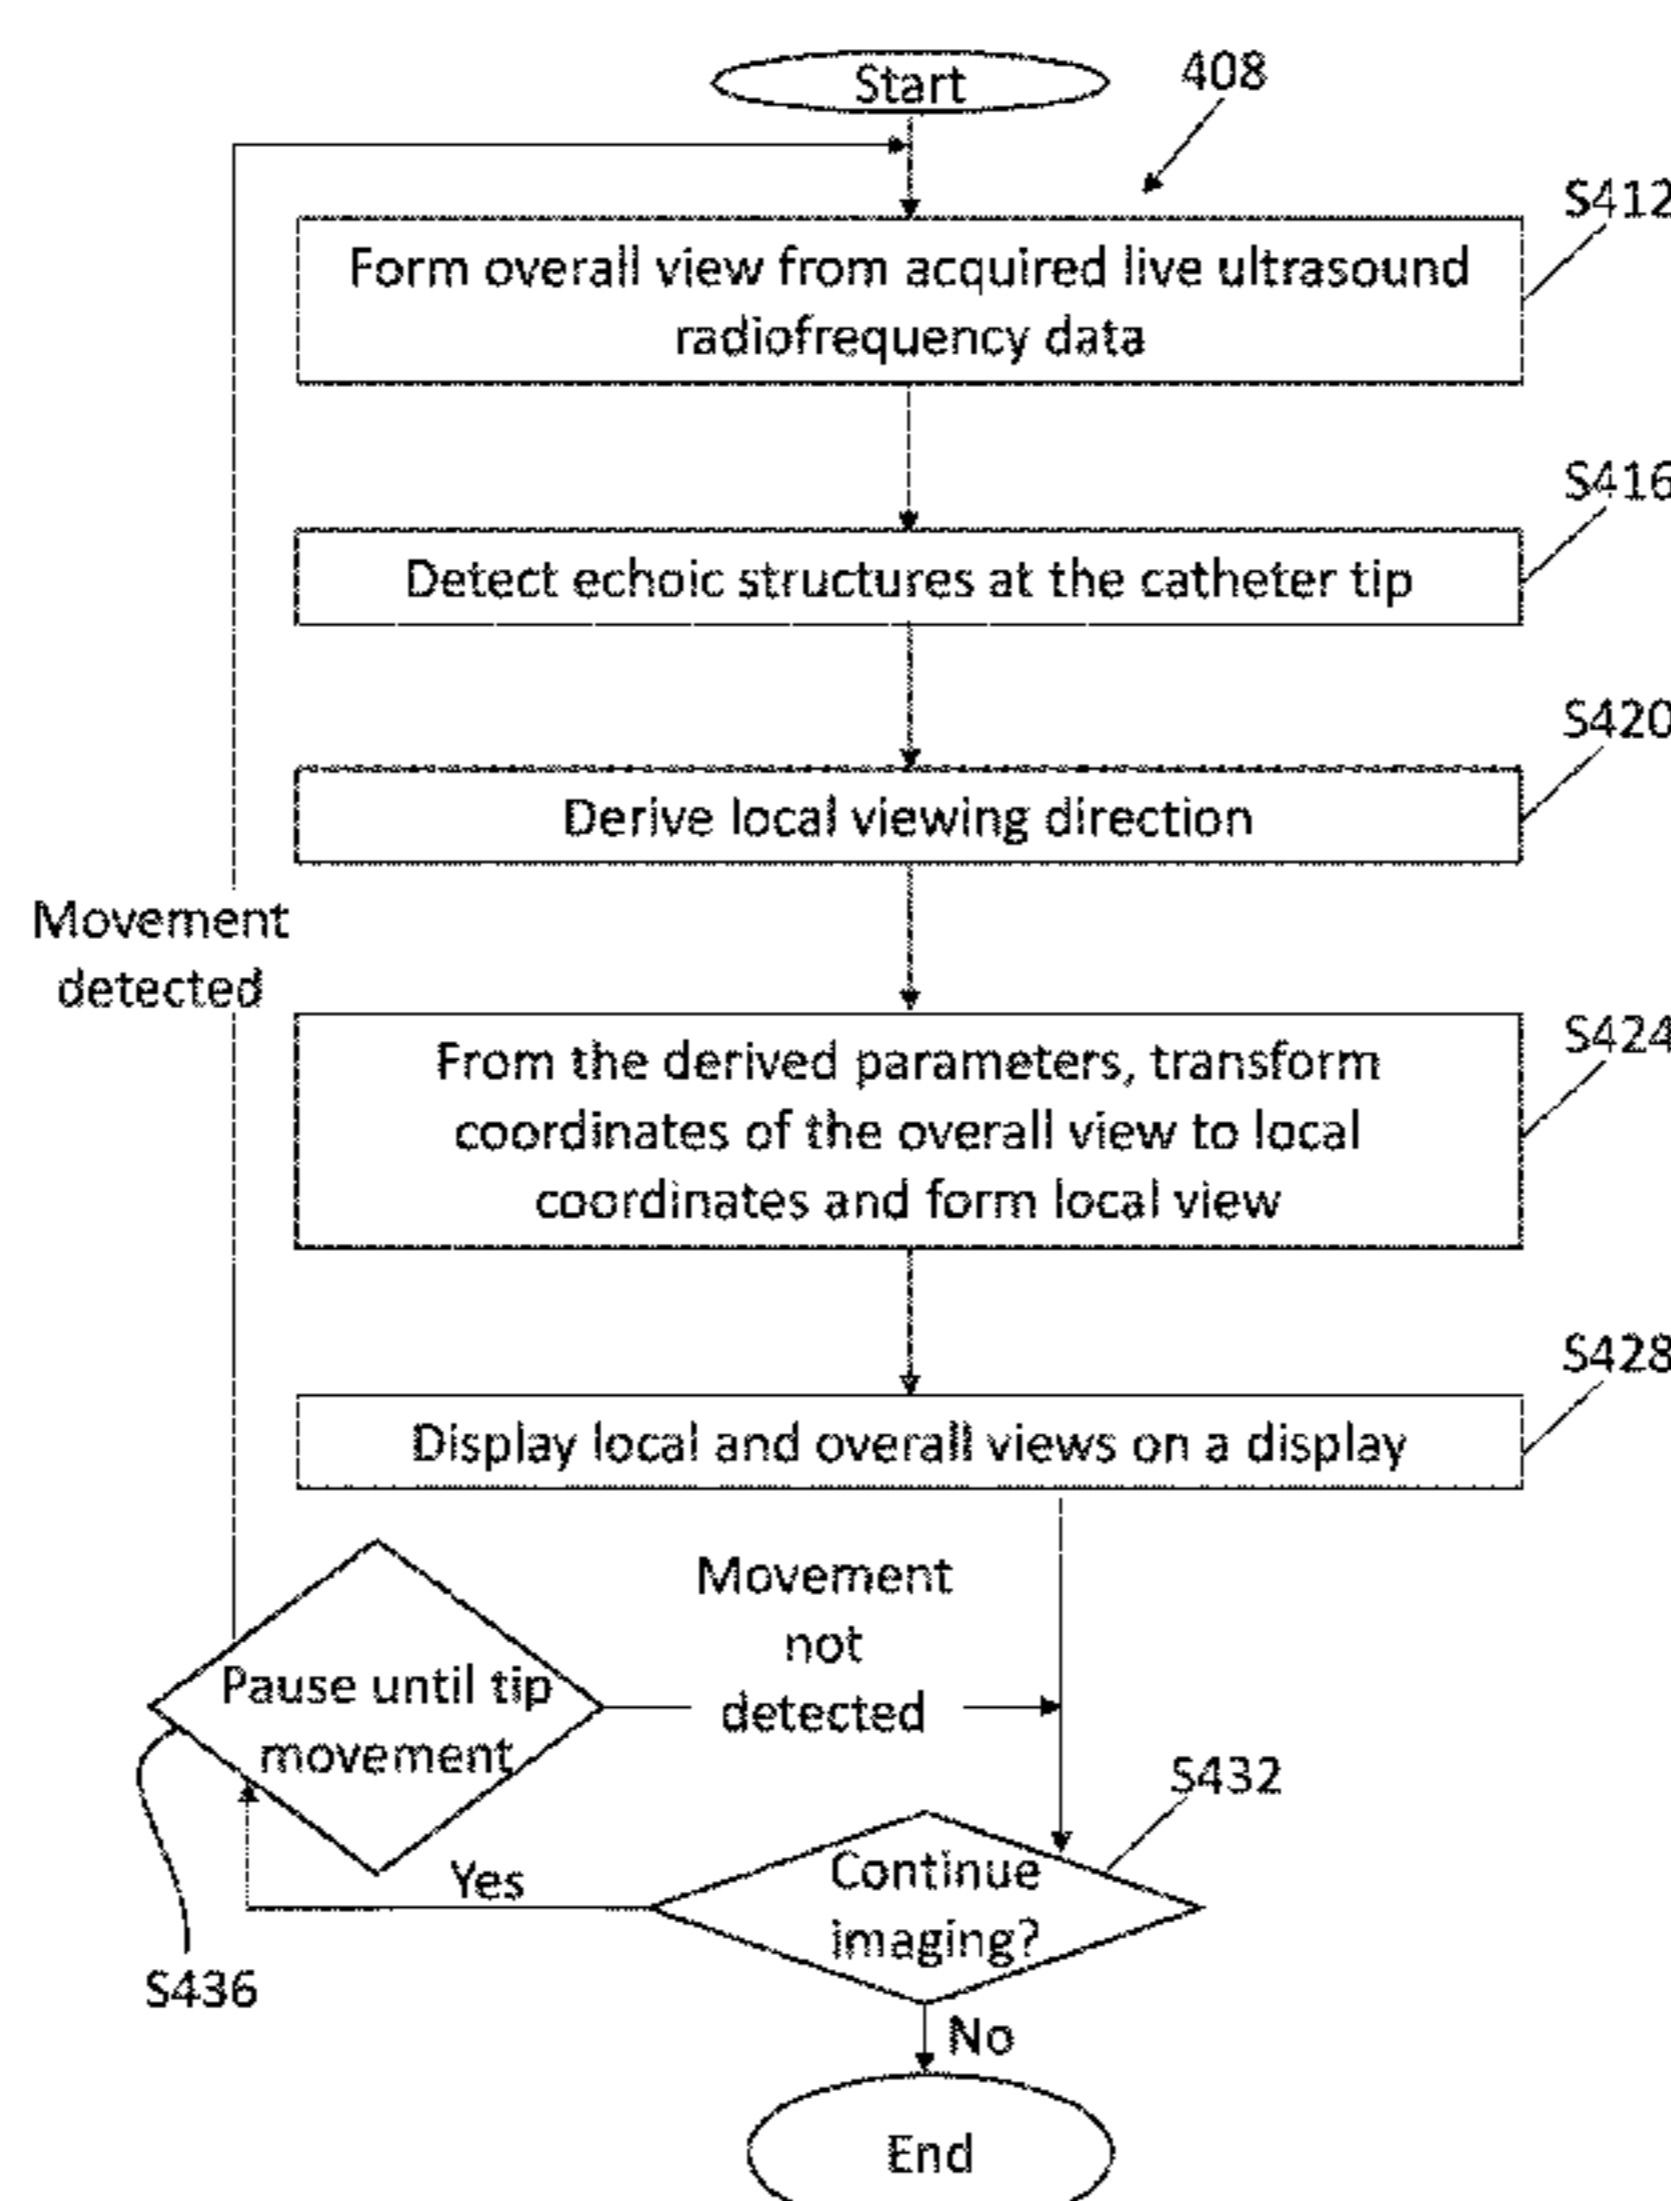 Start
408
S412
Form overall view from acquired live ultrasound
radiofrequency data
S416
Detect echoic structures at the catheter tip
S420
Derive local viewing direction
Movement
detected
S424
From the derived parameters, transform
coordinates of the overall view to local
coordinates and form local view
S428
Display local and overall views on a display
Movement
not
detected
Pause until tip
movement
S432
Continue
imaging?
Yes
S436
No
End